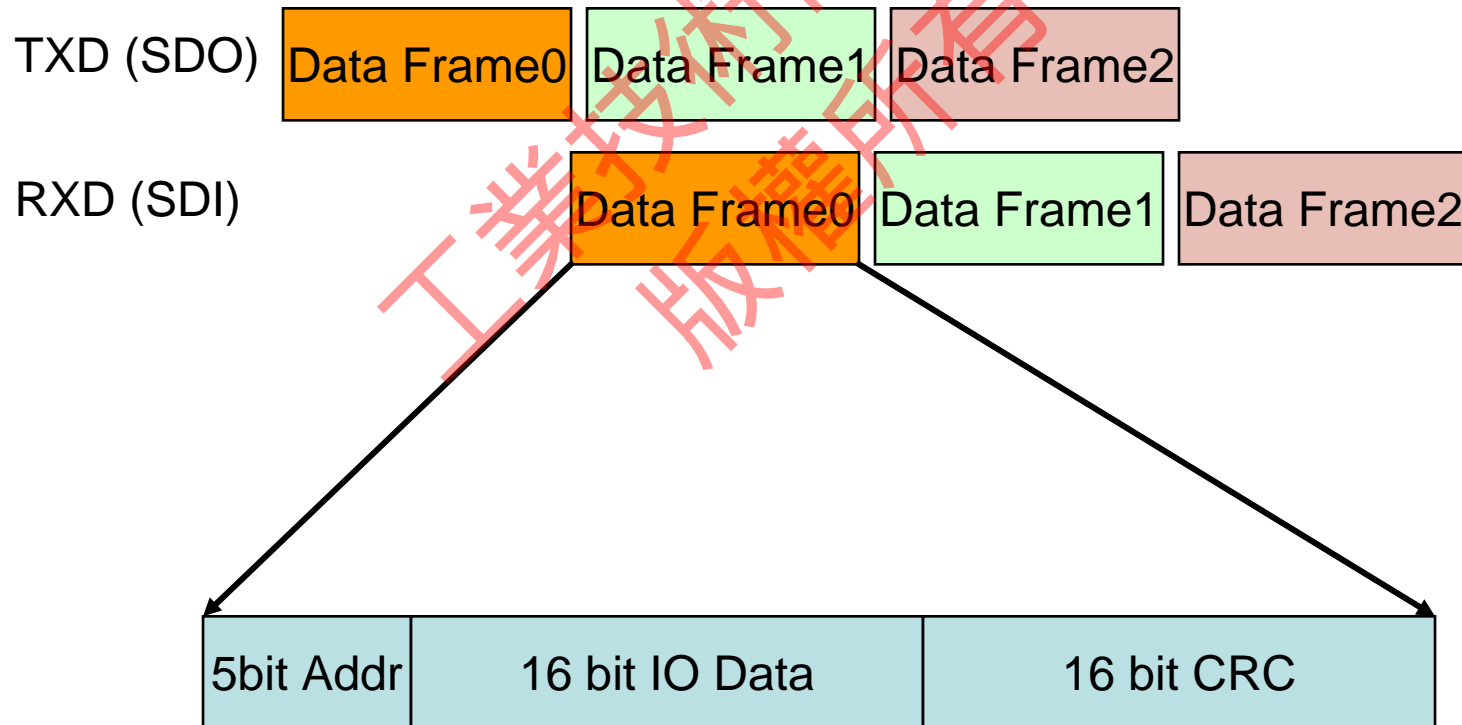 TXD (SDO)
Data Frame0
Data Frame1
Data Frame2
RXD (SDI)
Data Frame0
Data Frame1
Data Frame2
工業技術
版權所有
5bit Addr
16 bit IO Data
16 bit CRC